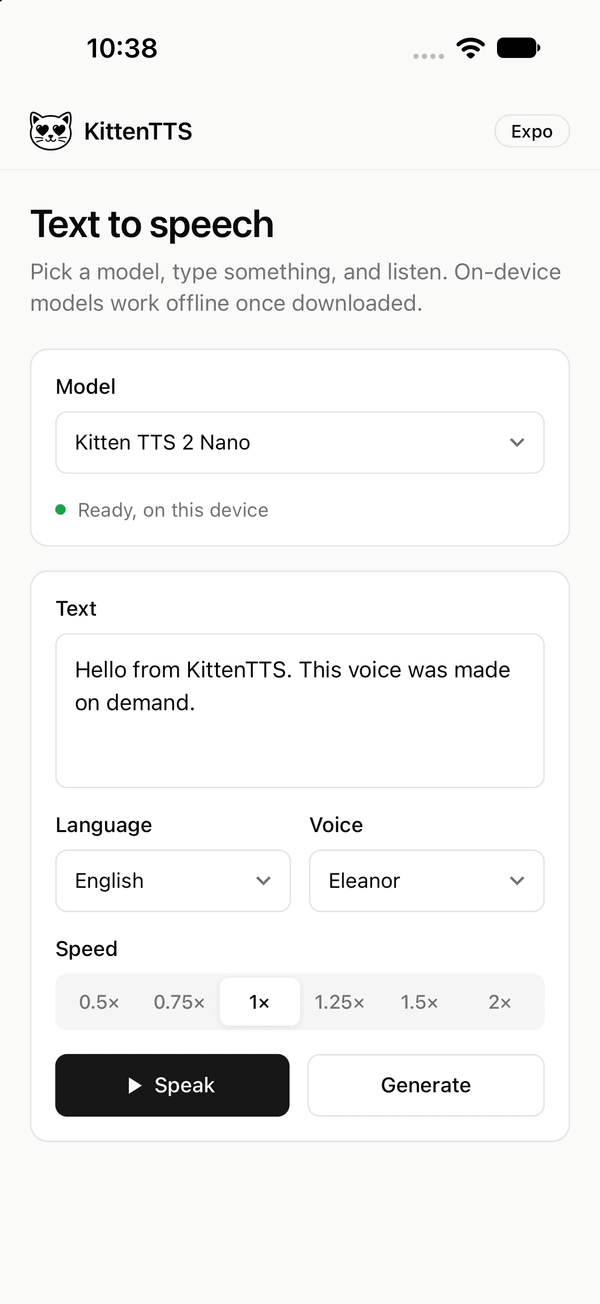 10:38
KittenTTS
Expo
Text to speech
Pick a model, type something, and listen. On-device
models work offline once downloaded.
Model
Kitten TTS 2 Nano
Ready, on this device
Text
Hello from KittenTTS. This voice was made
on demand.
Language
Voice
English
Eleanor
Speed
0.5×
0.75×
1×
1.25×
1.5×
2×
Speak
Generate